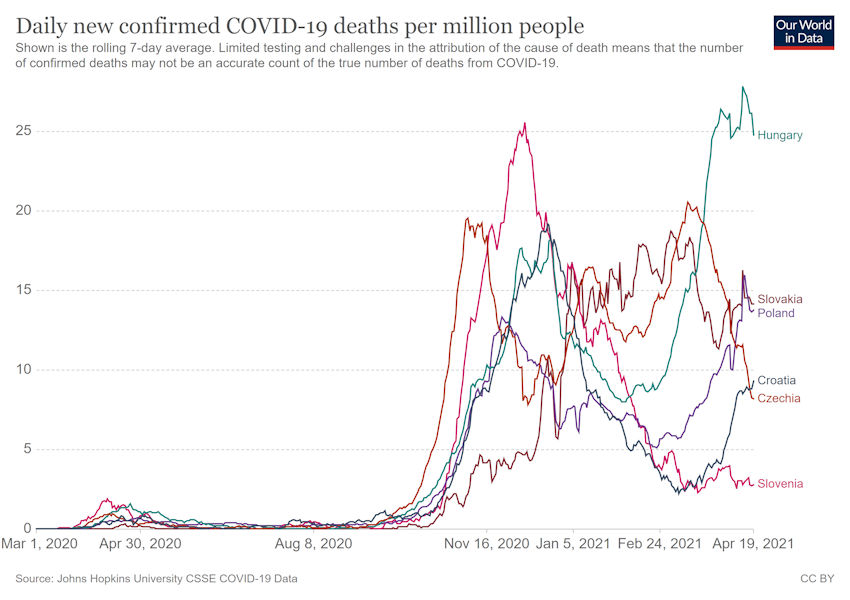 Daily new confirmed COVID-19 deaths per million people
Our World
in Data
Shown is the rolling 7-day average. Limited testing and challenges in the attribution of the cause of death means that the number
of confirmed deaths may not be an accurate count of the true number of deaths from COVID-19.
25
20
15
10
5
0
Hungary
Slovakia
Poland
Croatia
Czechia
Slovenia
Mar 1, 2020
Apr 30, 2020
Aug 8, 2020
Nov 16, 2020
Jan 5, 2021
Feb 24, 2021
Apr 19, 2021
Source: Johns Hopkins University CSSE COVID-19 Data
CC BY